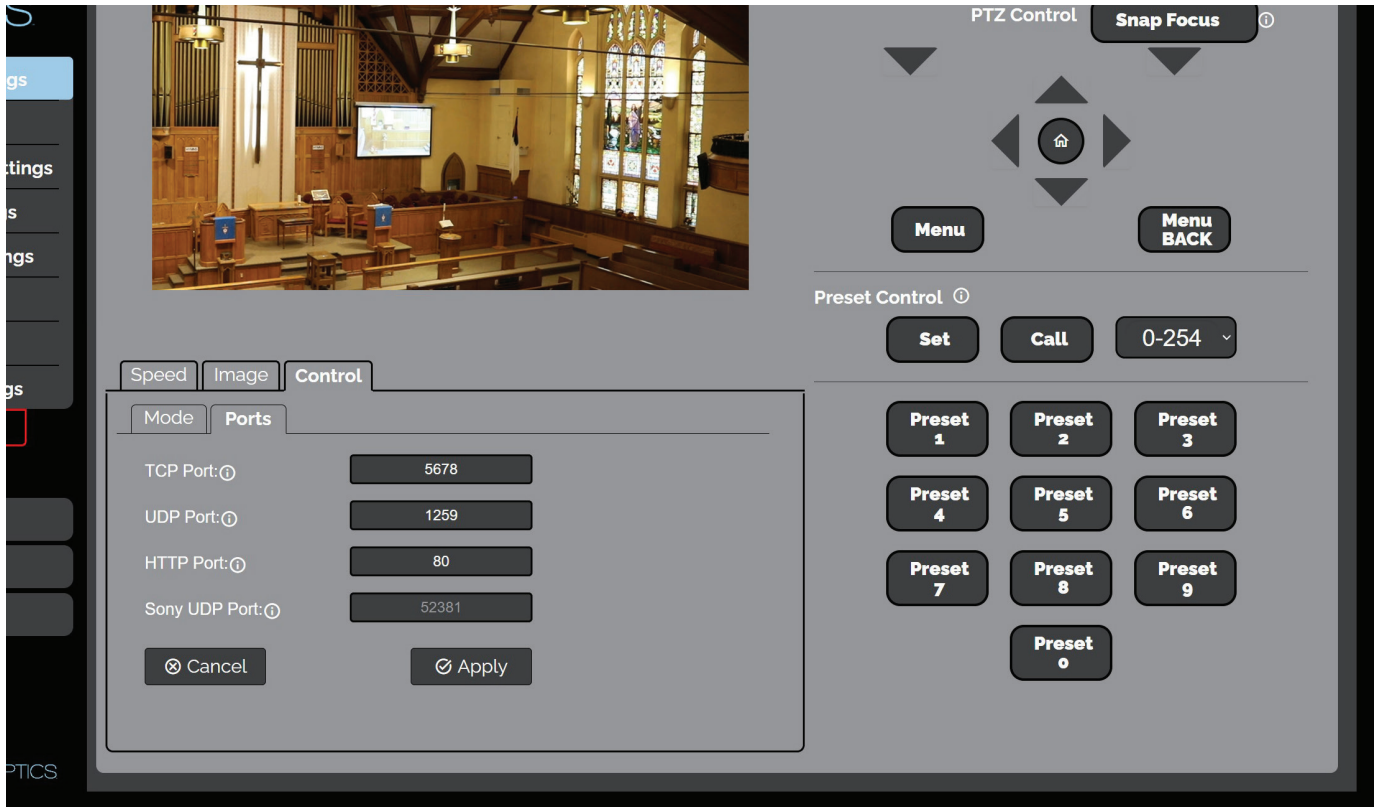 gs
ttings
s
ngs
gs
PTICS
PTZ Control
Snap Focus
Menu
Menu
BACK
Preset Control
Set
Call
0-254
Speed
Image
Control
Mode
Ports
TCP Port:
5678
UDP Port:
1259
HTTP Port:
80
Sony UDP Port:
52381
Cancel
Apply
Preset
1
Preset
2
Preset
3
Preset
4
Preset
5
Preset
6
Preset
7
Preset
8
Preset
9
Preset
0